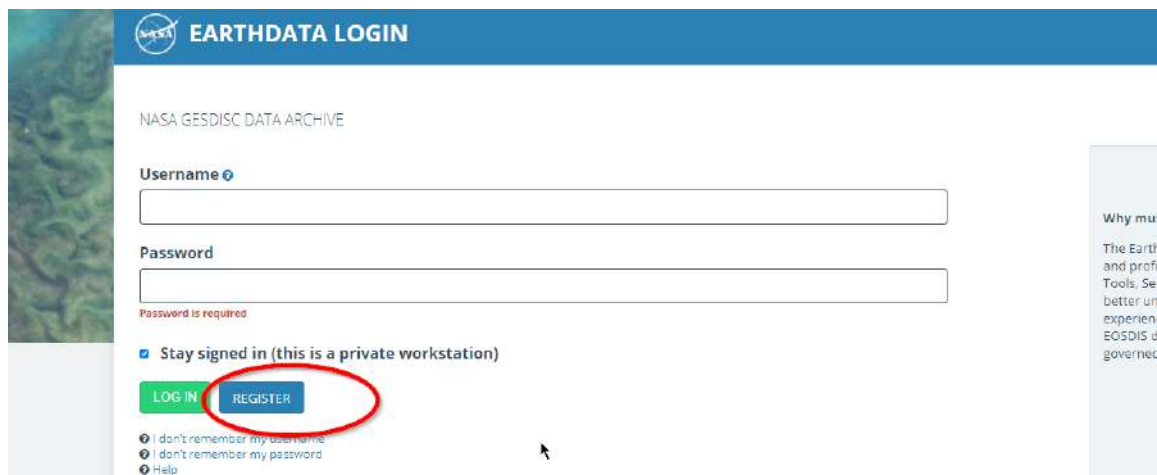 NASA
EARTHDATA LOGIN
NASA GESDISC DATA ARCHIVE
Username
Password
Password is required
Stay signed in (this is a private workstation)
LOG IN
REGISTER
I don't remember my username
I don't remember my password
Help
Why mu
The Earth
and profi
Tools, Se
better un
experienc
EOSDIS d
governed